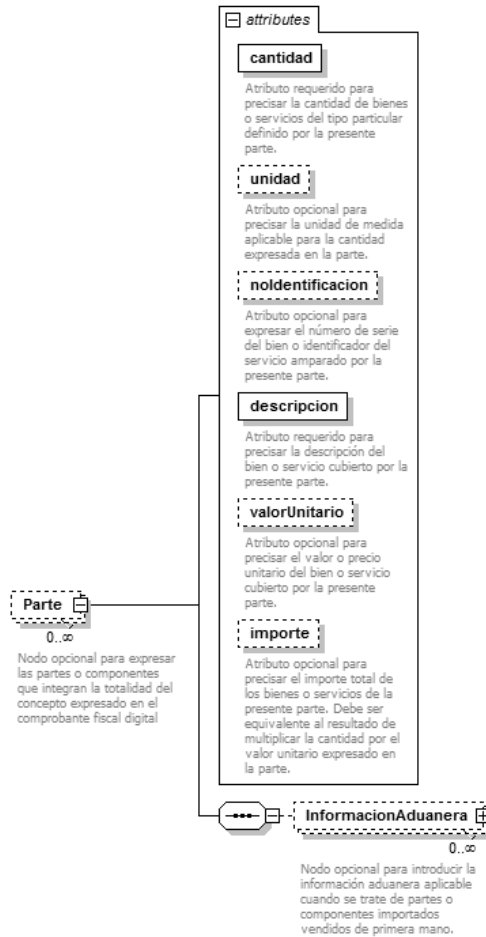 attributes
cantidad
Atributo requerido para
precisar la cantidad de bienes
o servicios del tipo particular
definido por la presente
parte.
unidad
Atributo opcional para
precisar la unidad de medida
aplicable para la cantidad
expresada en la parte.
noIdentificacion
Atributo opcional para
expresar el número de serie
del bien o identificador del
servicio amparado por la
presente parte.
descripcion
Atributo requerido para
precisar la descripción del
bien o servicio cubierto por la
presente parte.
valorUnitario
Atributo opcional para
precisar el valor o precio
unitario del bien o servicio
cubierto por la presente
parte.
importe
Atributo opcional para
precisar el importe total de
los bienes o servicios de la
presente parte. Debe ser
equivalente al resultado de
multiplicar la cantidad por el
valor unitario expresado en
la parte.
Parte
0..∞
Nodo opcional para expresar
las partes o componentes
que integran la totalidad del
concepto expresado en el
comprobante fiscal digital
InformacionAduanera
0..∞
Nodo opcional para introducir la
información aduanera aplicable
cuando se trate de partes o
componentes importados
vendidos de primera mano.